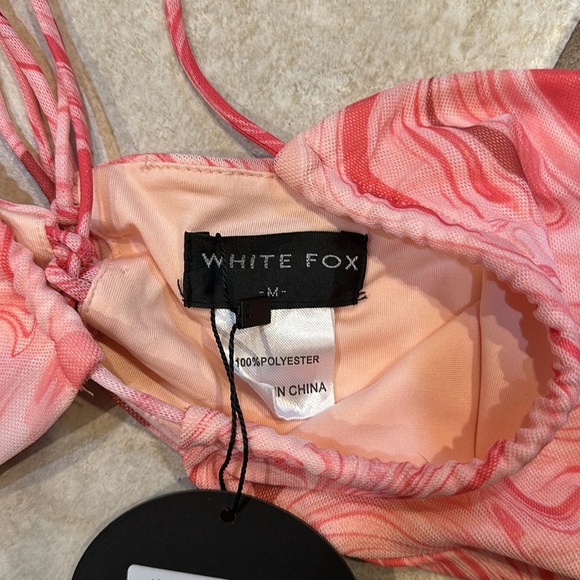 WHITE FOX
-M-
100%POLYESTER
IN CHINA